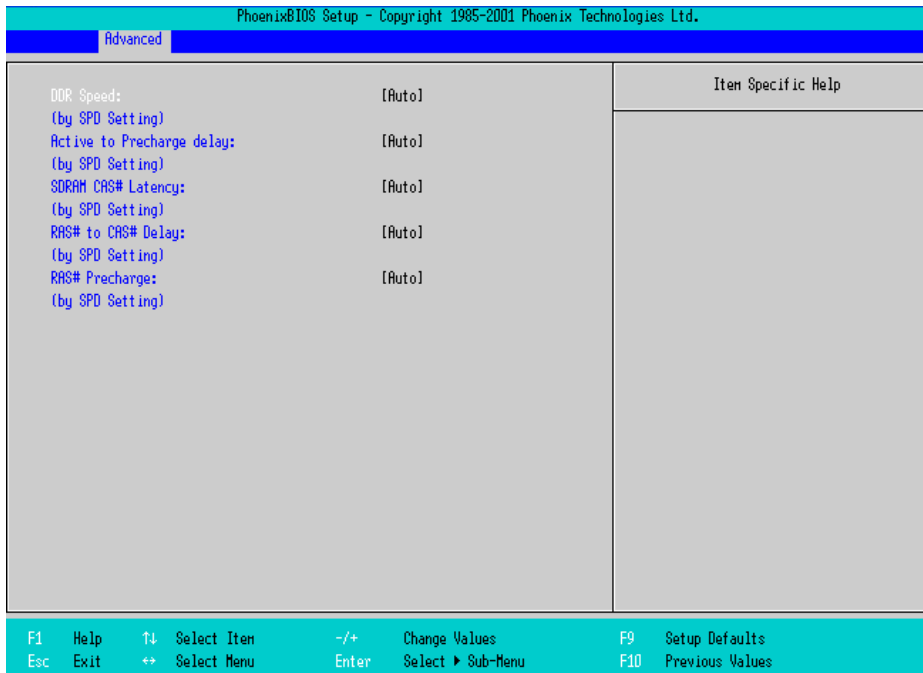 PhoenixBIOS Setup - Copyright 1985-2001 Phoenix Technologies Ltd.
Advanced
Item Specific Help
DDR Speed: [Auto]
(by SPD Setting)
Active to Precharge delay: [Auto]
(by SPD Setting)
SDRAM CAS# Latency: [Auto]
(by SPD Setting)
RAS# to CAS# Delay: [Auto]
(by SPD Setting)
RAS# Precharge: [Auto]
(by SPD Setting)
F1 Help ↑↓ Select Item -/+ Change Values F9 Setup Defaults
Esc Exit ↔ Select Menu Enter Select ▶ Sub-Menu F10 Previous Values